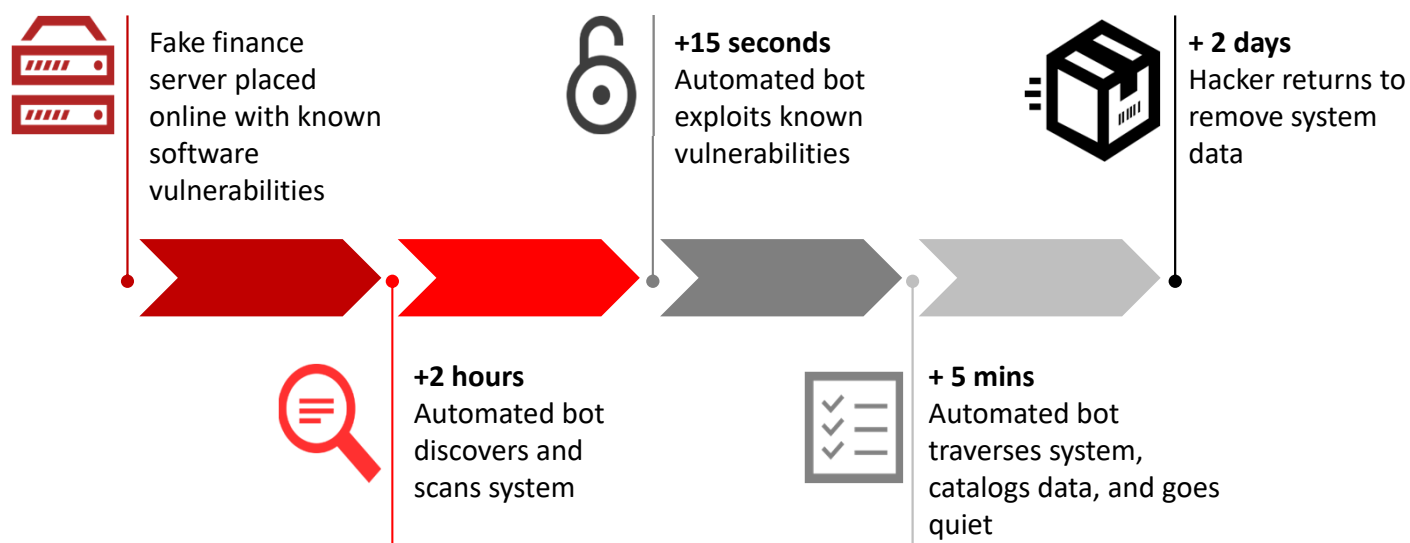 Fake finance
server placed
online with known
software
vulnerabilities
+2 hours
Automated bot
discovers and
scans system
+15 seconds
Automated bot
exploits known
vulnerabilities
+ 5 mins
Automated bot
traverses system,
catalogs data, and goes
quiet
+ 2 days
Hacker returns to
remove system
data